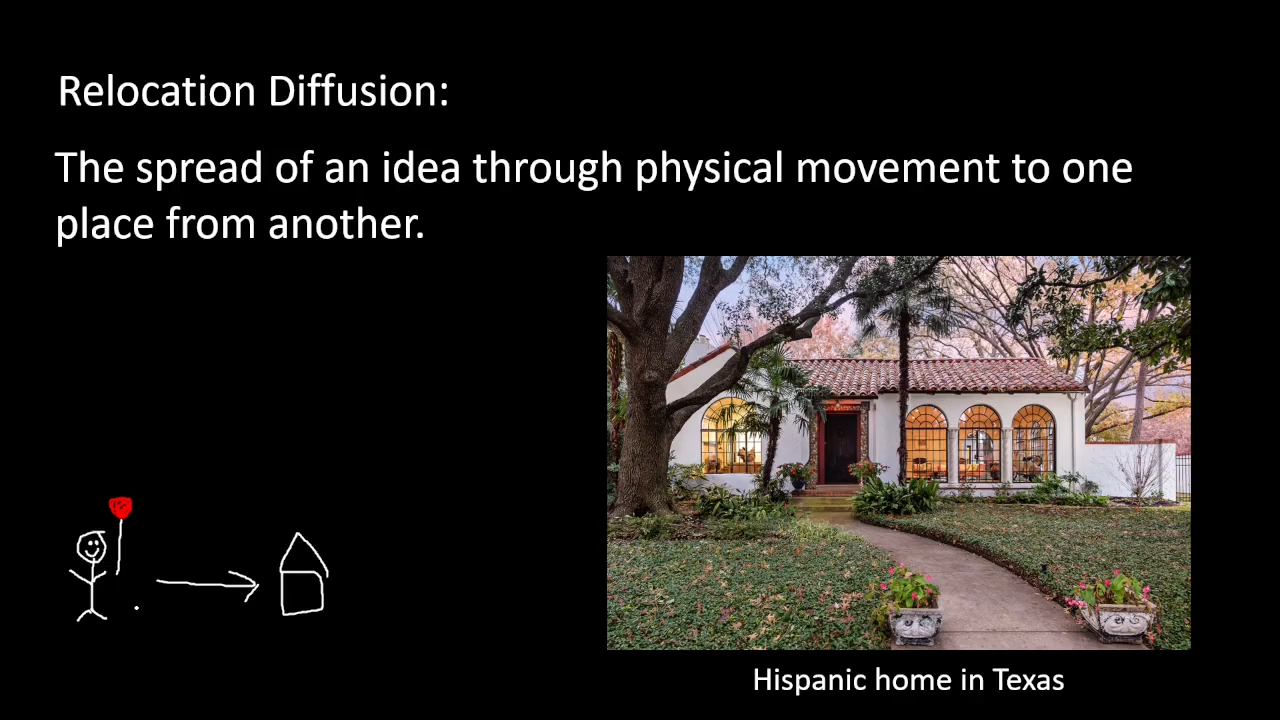 Relocation Diffusion:
The spread of an idea through physical movement to one
place from another.
Hispanic home in Texas